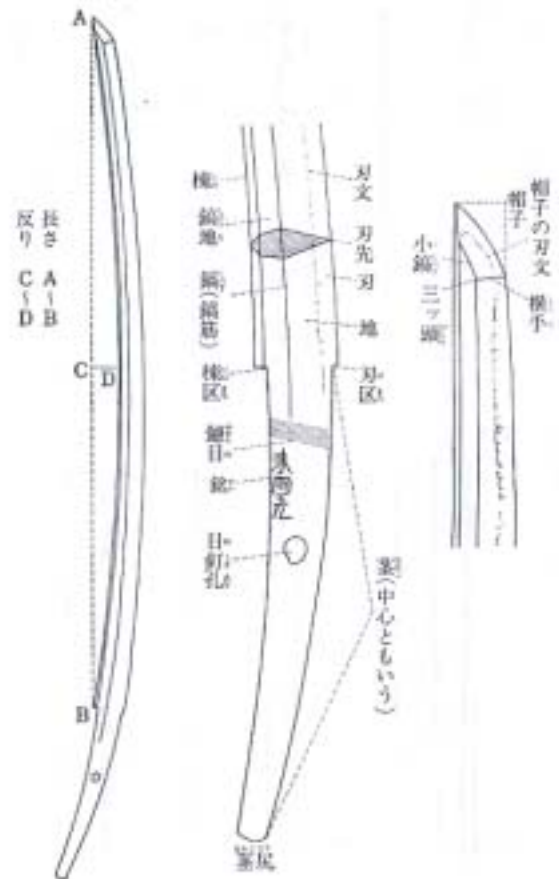 A
長さ A〜B
反り C〜D
C
D
B
棟
鎬地
鎬(鎬筋)
棟区
鑢目
銘
目釘孔
刃文
刃先
刃
地
刃区
茎(中心ともいう)
茎尻
帽子の刃文
帽子
横手
小鎬
三ッ頭